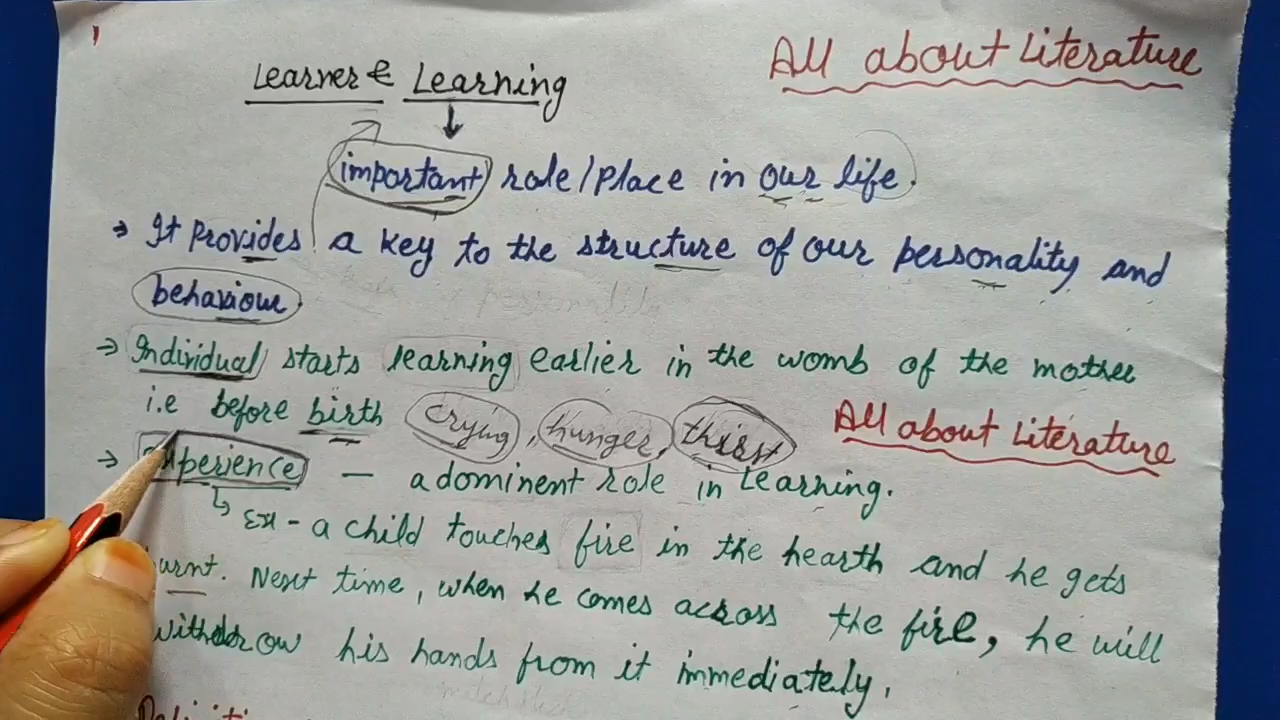 All about Literature
Learner & Learning
important role/place in our life.
→ It provides a key to the structure of our personality and
behaviour.
→ Individual starts learning earlier in the womb of the mother
i.e before birth crying, hunger, thirst
All about Literature
→ experience — a dominent role in Learning.
Ex - a child touches fire in the hearth and he gets
burnt. Next time, when he comes across the fire, he will
withdrow his hands from it immediately.